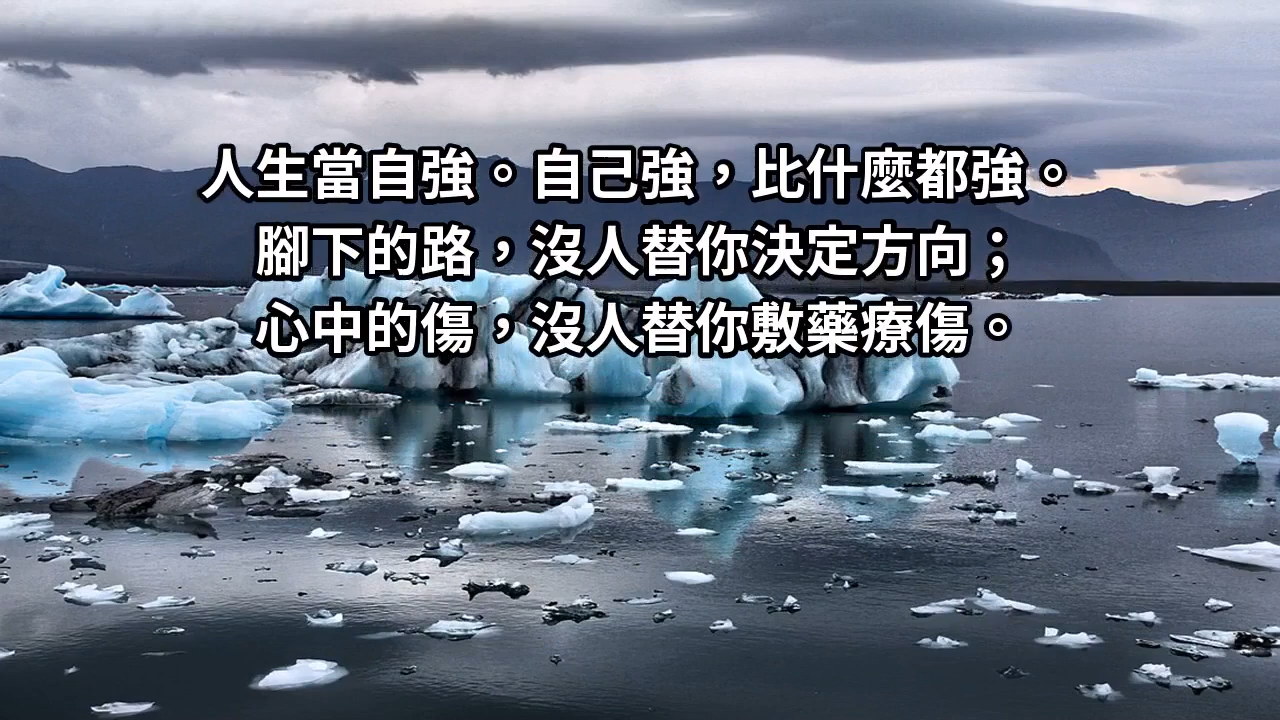 人生當自強。自己強，比什麼都強。
腳下的路，沒人替你決定方向；
心中的傷，沒人替你敷藥療傷。